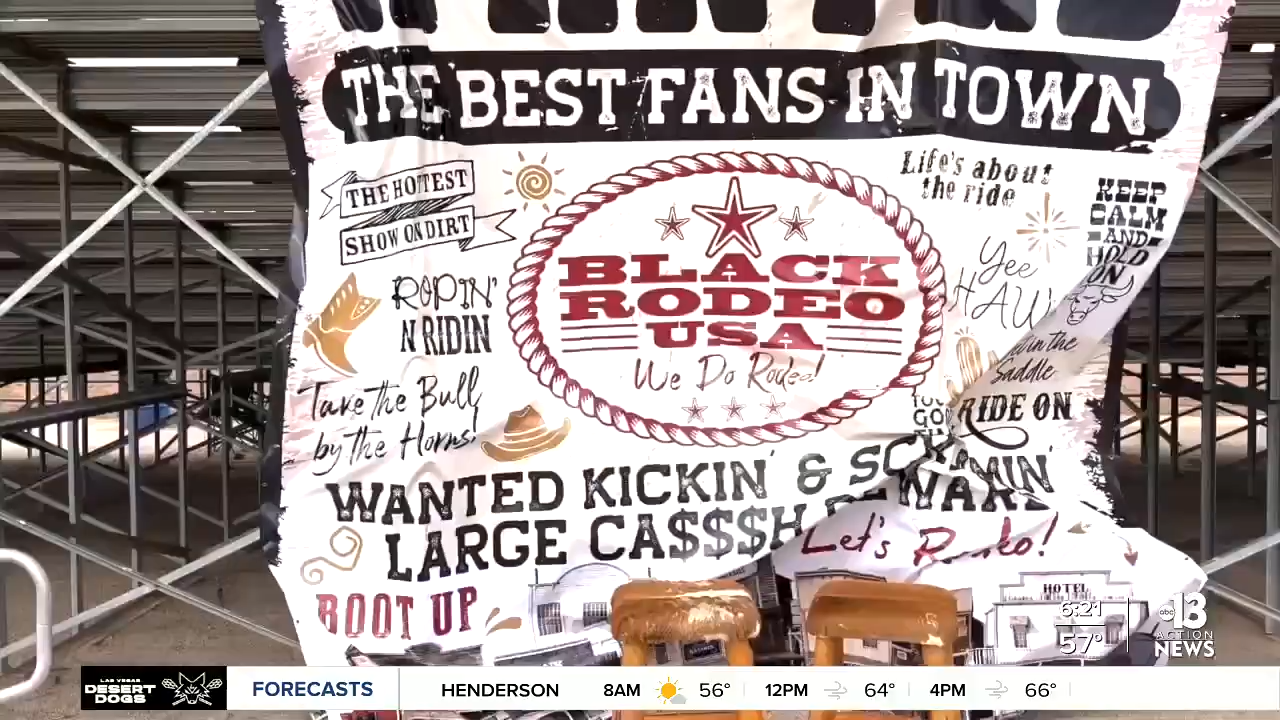 THE BEST FANS IN TOWN
THE HOTTEST
SHOW ON DIRT
Life's about
the ride
KEEP
CALM
AND
HOLD
ON
Yee
HAW
BLACK
RODEO
USA
We Do Rodeo!
ROPIN'
N RIDIN
Take the Bull
by the Horns!
in the
Saddle
RIDE ON
WANTED KICKIN' &
LARGE CA$$$H
Let's
BOOT UP
HOTEL
6:21
57°
abc 13
ACTION
NEWS
LAS VEGAS
DESERT
DOGS
FORECASTS
HENDERSON 8AM 56° 12PM 64° 4PM 66°